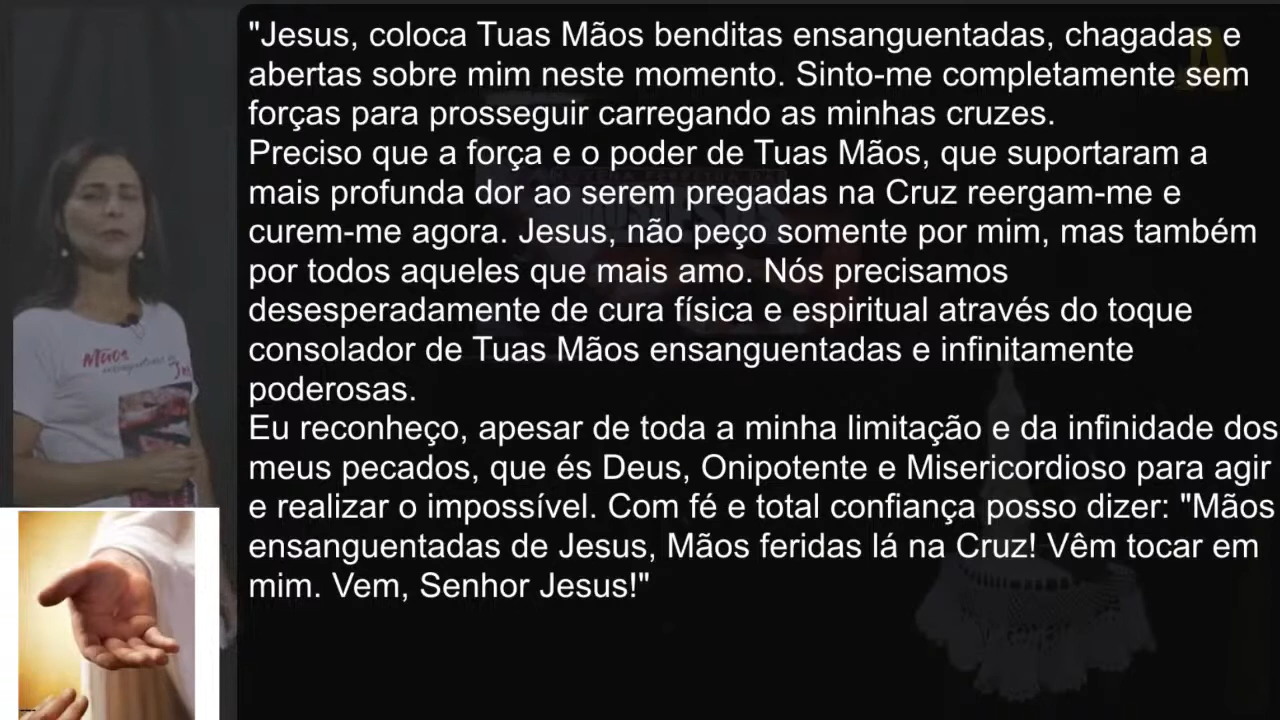 "Jesus, coloca Tuas Mãos benditas ensanguentadas, chagadas e
abertas sobre mim neste momento. Sinto-me completamente sem
forças para prosseguir carregando as minhas cruzes.
Preciso que a força e o poder de Tuas Mãos, que suportaram a
mais profunda dor ao serem pregadas na Cruz reergam-me e
curem-me agora. Jesus, não peço somente por mim, mas também
por todos aqueles que mais amo. Nós precisamos
desesperadamente de cura física e espiritual através do toque
consolador de Tuas Mãos ensanguentadas e infinitamente
poderosas.
Eu reconheço, apesar de toda a minha limitação e da infinidade dos
meus pecados, que és Deus, Onipotente e Misericordioso para agir
e realizar o impossível. Com fé e total confiança posso dizer: "Mãos
ensanguentadas de Jesus, Mãos feridas lá na Cruz! Vêm tocar em
mim. Vem, Senhor Jesus!"
Mãos